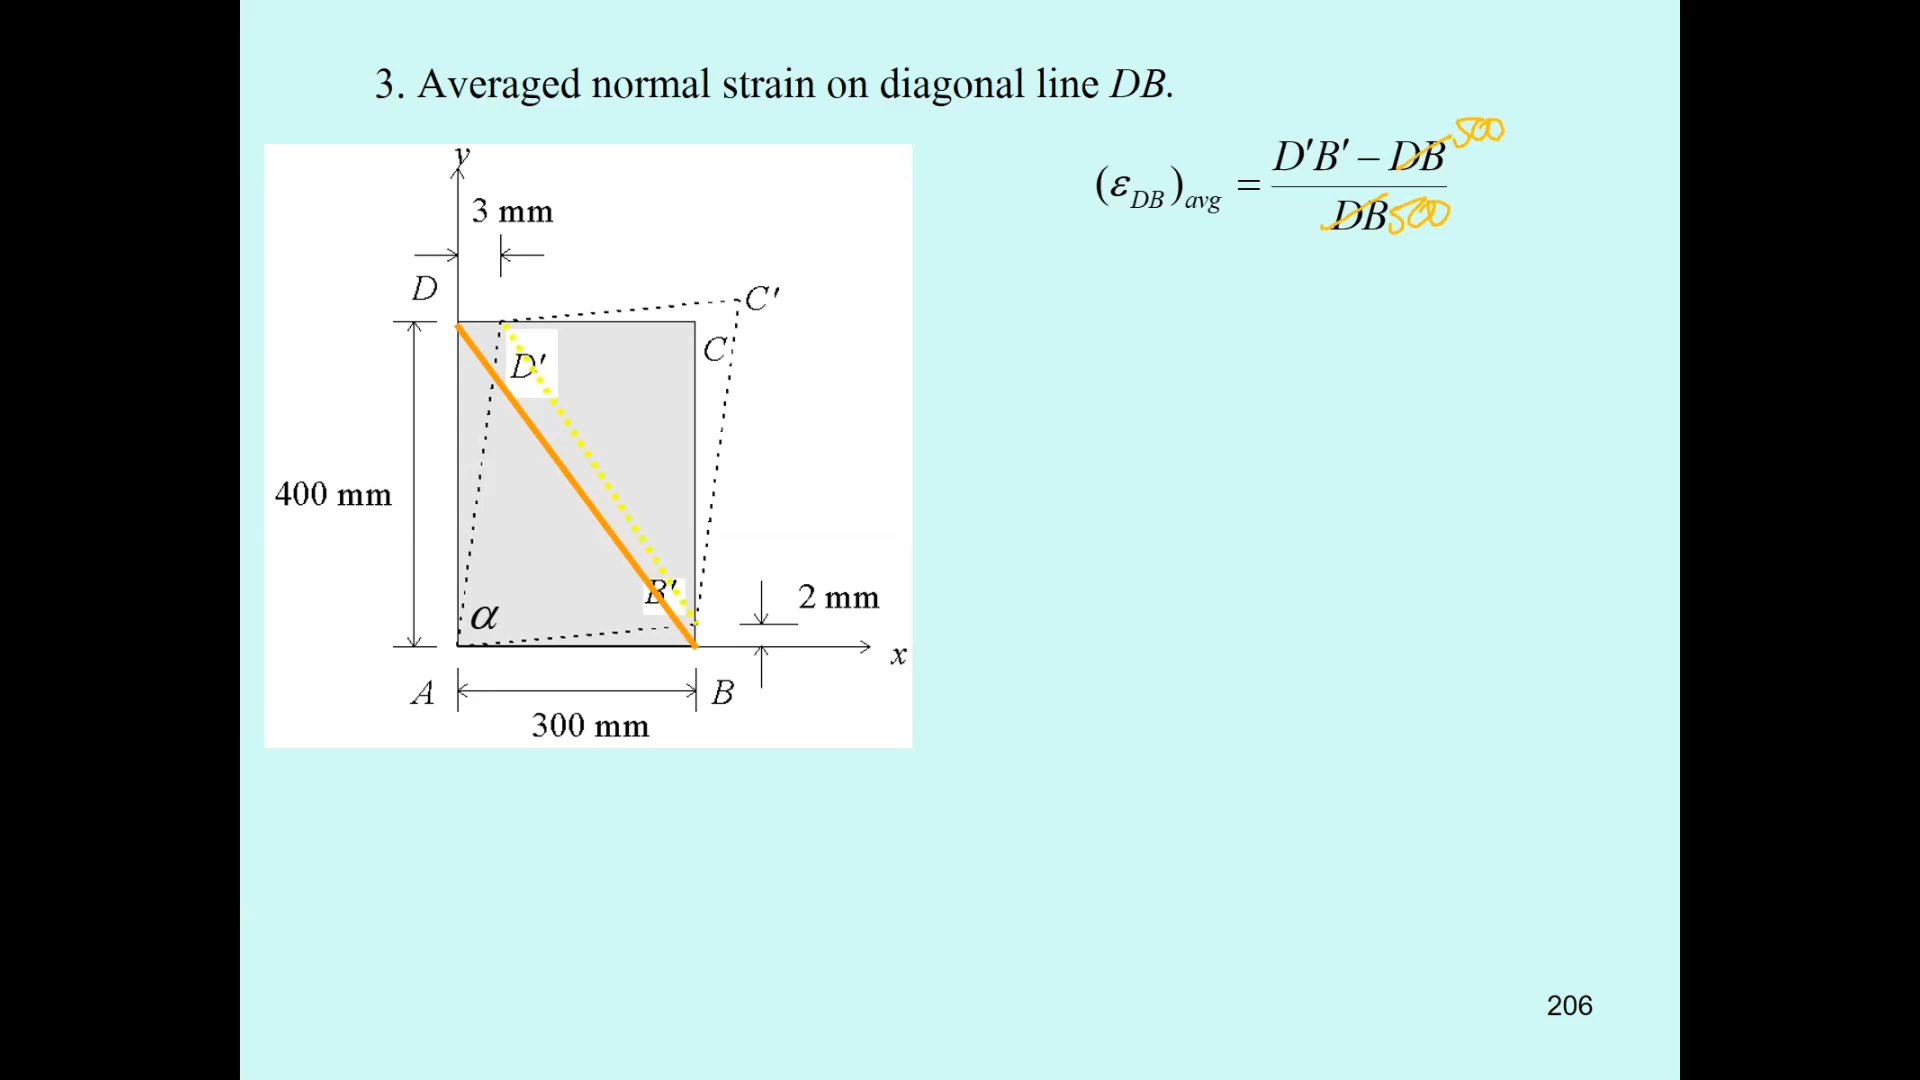 3. Averaged normal strain on diagonal line DB.
(ε_DB)_avg = (D'B' − DB) / DB
500
500
y
3 mm
D
C'
C
D'
400 mm
B'
2 mm
α
x
A
B
300 mm
206